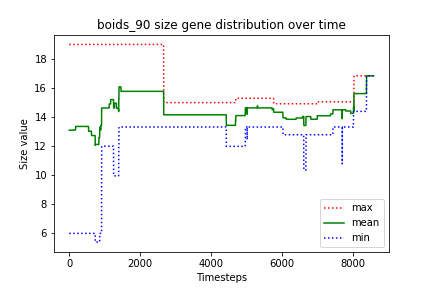 boids_90 size gene distribution over time
Size value
18
16
14
12
10
8
6
0
2000
4000
6000
8000
Timesteps
max
mean
min